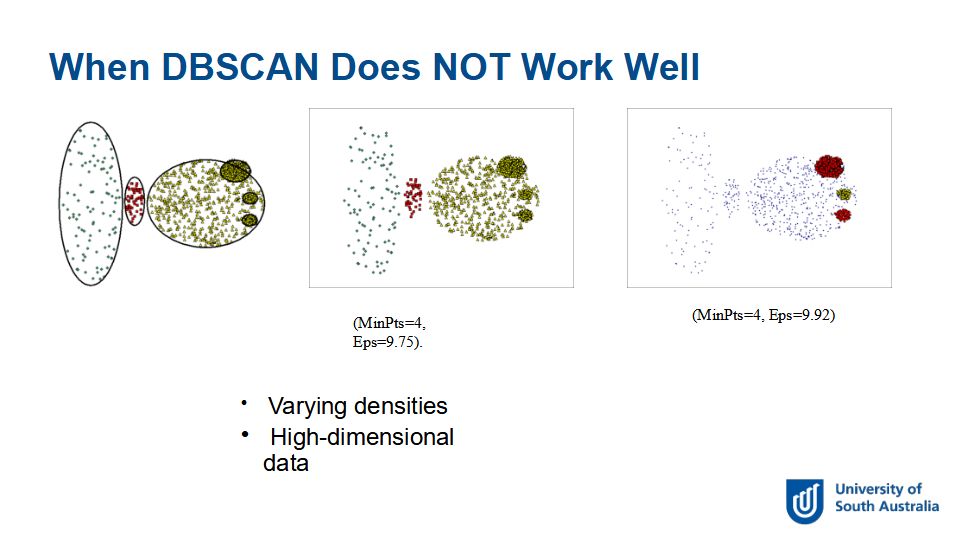 When DBSCAN Does NOT Work Well
(MinPts=4,
Eps=9.75).
(MinPts=4, Eps=9.92)
• Varying densities
• High-dimensional
data
University of
South Australia